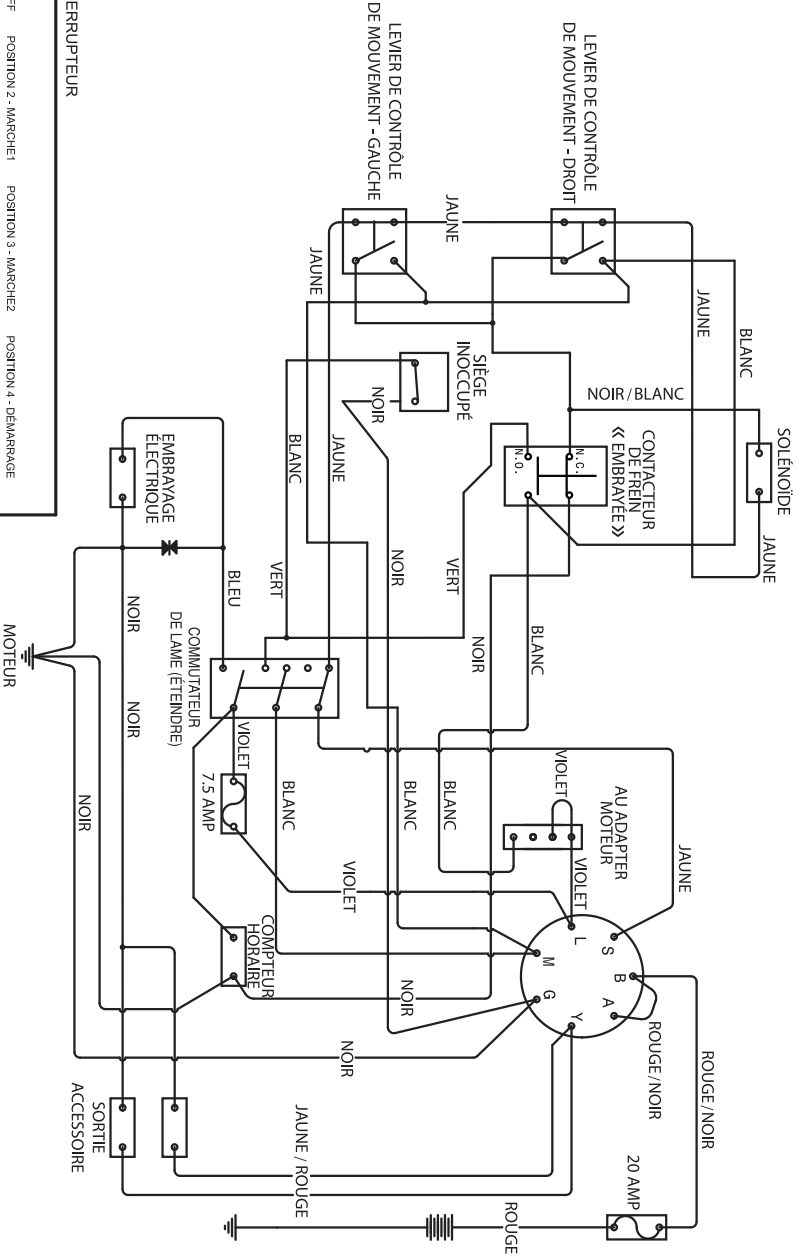 SOLÉNOÏDE
JAUNE
BLANC
JAUNE
NOIR / BLANC
CONTACTEUR
DE FREIN
« EMBRAYÉE »
N.C.
N.O.
LEVIER DE CONTRÔLE
DE MOUVEMENT - DROIT
JAUNE
LEVIER DE CONTRÔLE
DE MOUVEMENT - GAUCHE
JAUNE
SIÈGE
INOCCUPÉ
NOIR
JAUNE
BLANC
NOIR
VERT
NOIR
BLANC
VERT
BLEU
EMBRAYAGE
ÉLECTRIQUE
NOIR
NOIR
COMMUTATEUR
DE LAME (ÉTEINDRE)
VIOLET
7.5 AMP
BLANC
BLANC
BLANC
VIOLET
VIOLET
AU ADAPTER
MOTEUR
VIOLET
JAUNE
S
L
B
M
A
G
Y
ROUGE / NOIR
ROUGE / NOIR
20 AMP
ROUGE
COMPTEUR
HORAIRE
NOIR
NOIR
NOIR
JAUNE / ROUGE
SORTIE
ACCESSOIRE
MOTEUR
ERRUPTEUR
FF POSITION 2 - MARCHE1 POSITION 3 - MARCHE2 POSITION 4 - DÉMARRAGE